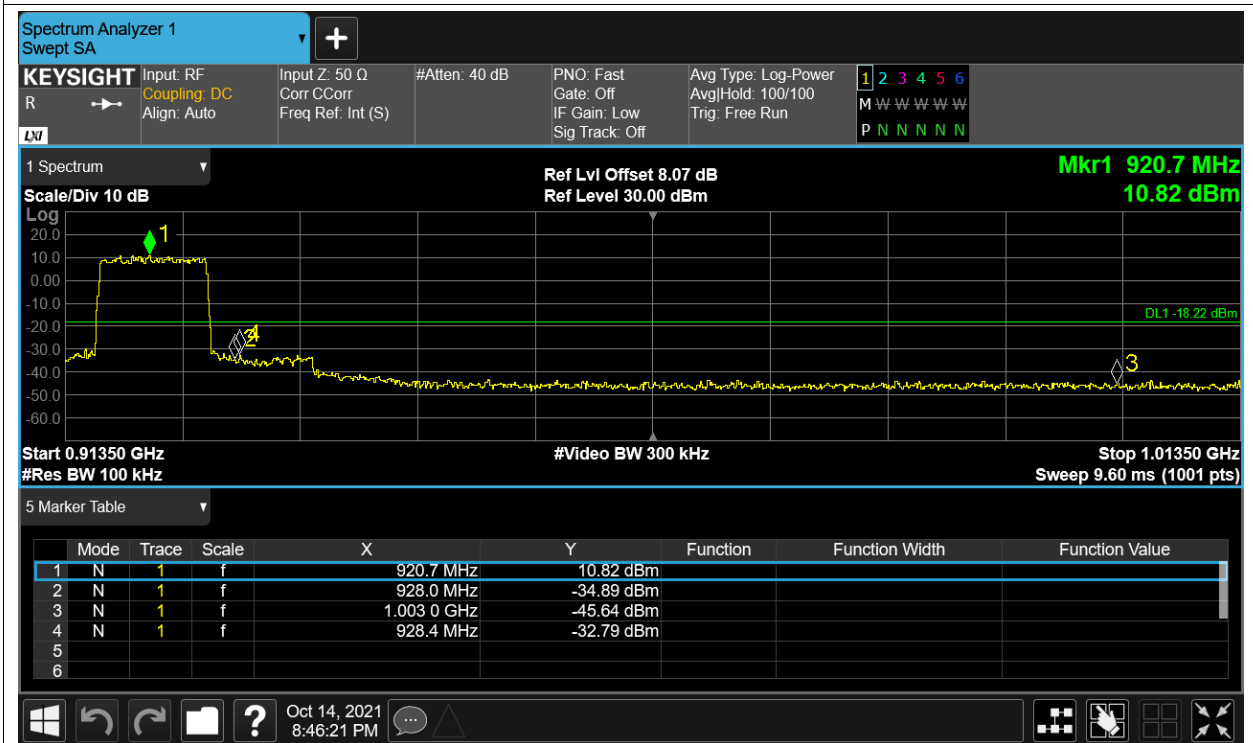 Spectrum Analyzer 1
Swept SA
KEYSIGHT
R
LXI
Input: RF
Coupling: DC
Align: Auto
Input Z: 50 Ω
Corr CCorr
Freq Ref: Int (S)
#Atten: 40 dB
PNO: Fast
Gate: Off
IF Gain: Low
Sig Track: Off
Avg Type: Log-Power
Avg|Hold: 100/100
Trig: Free Run
1 2 3 4 5 6
M W W W W W
P N N N N N
1 Spectrum
Scale/Div 10 dB
Ref Lvl Offset 8.07 dB
Ref Level 30.00 dBm
Mkr1 920.7 MHz
10.82 dBm
Log
20.0
10.0
0.00
-10.0
-20.0
-30.0
-40.0
-50.0
-60.0
1
2
4
3
DL1 -18.22 dBm
Start 0.91350 GHz
#Video BW 300 kHz
Stop 1.01350 GHz
#Res BW 100 kHz
Sweep 9.60 ms (1001 pts)
5 Marker Table
Mode Trace Scale X Y Function Function Width Function Value
1 N 1 f 920.7 MHz 10.82 dBm
2 N 1 f 928.0 MHz -34.89 dBm
3 N 1 f 1.003 0 GHz -45.64 dBm
4 N 1 f 928.4 MHz -32.79 dBm
5
6
?
Oct 14, 2021
8:46:21 PM